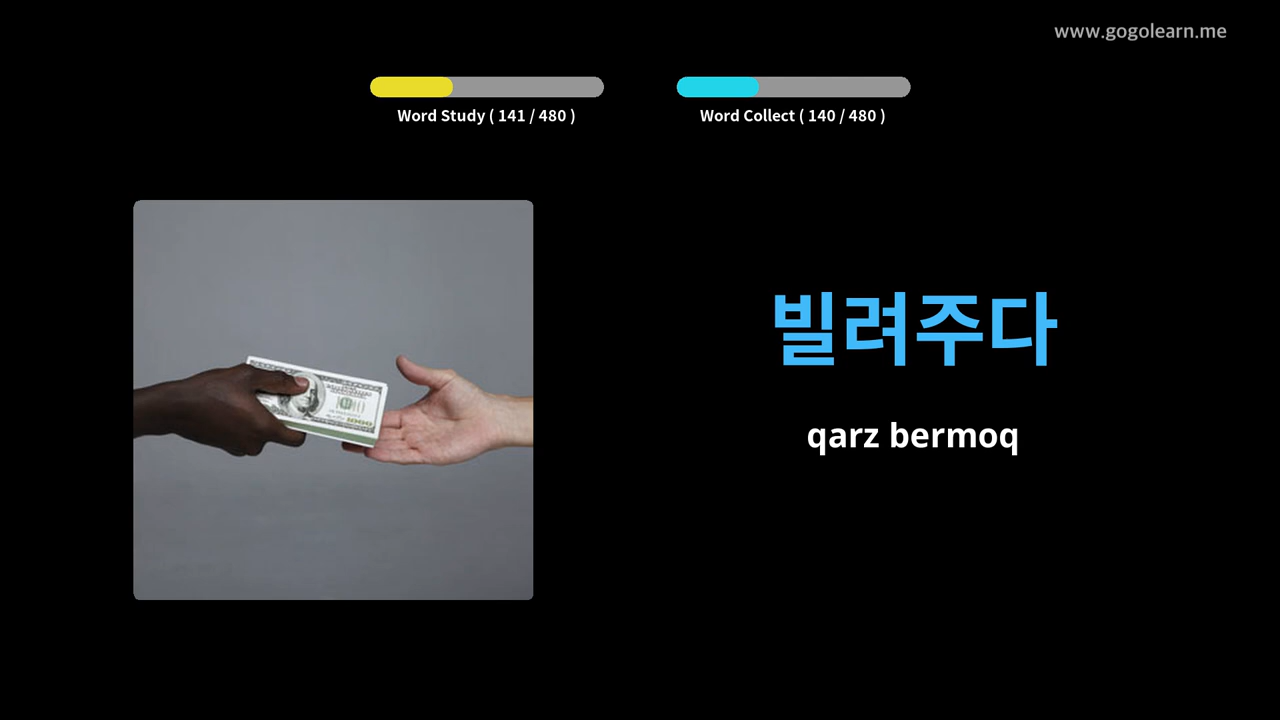 www.gogolearn.me
Word Study ( 141 / 480 )
Word Collect ( 140 / 480 )
빌려주다
qarz bermoq